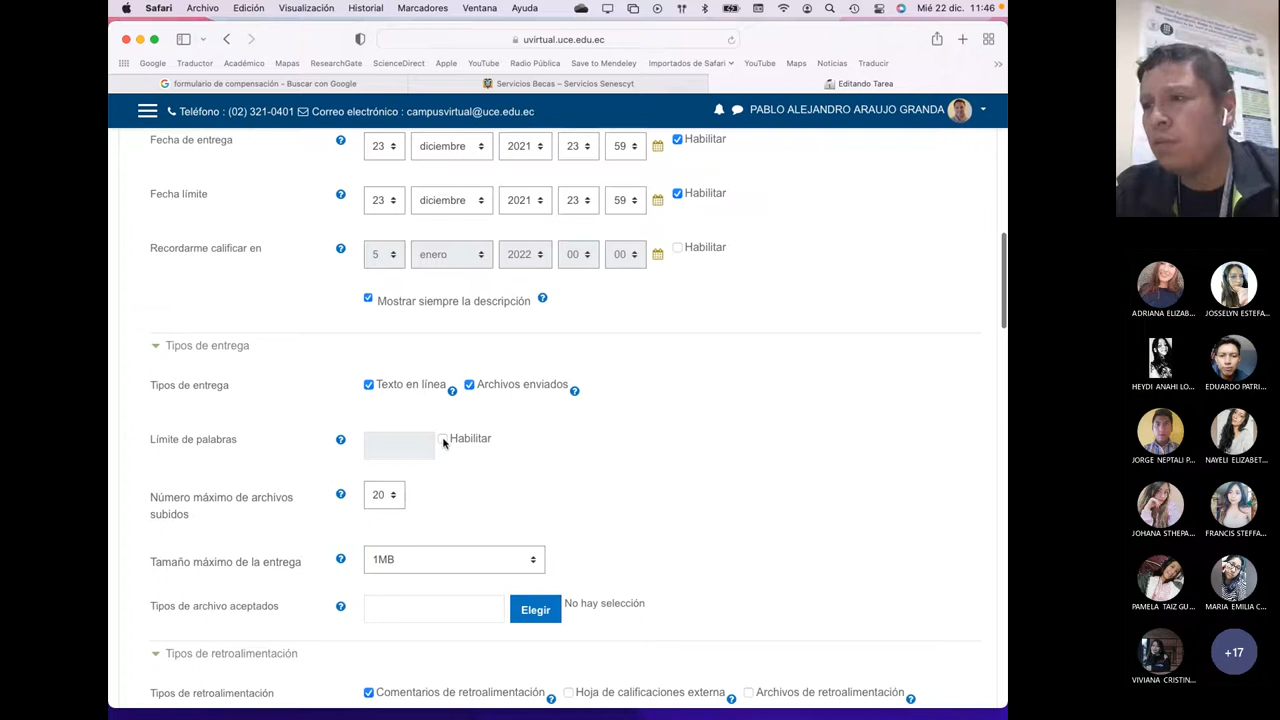 Safari Archivo Edición Visualización Historial Marcadores Ventana Ayuda Mié 22 dic. 11:46
uvirtual.uce.edu.ec
Google Traductor Académico Mapas ResearchGate ScienceDirect Apple YouTube Radio Pública Save to Mendeley Importados de Safari YouTube Maps Noticias Traducir
formulario de compensación - Buscar con Google Servicios Becas – Servicios Senescyt Editando Tarea
Teléfono : (02) 321-0401 Correo electrónico : campusvirtual@uce.edu.ec PABLO ALEJANDRO ARAUJO GRANDA
Fecha de entrega 23 diciembre 2021 23 59 Habilitar
Fecha límite 23 diciembre 2021 23 59 Habilitar
Recordarme calificar en 5 enero 2022 00 00 Habilitar
Mostrar siempre la descripción
Tipos de entrega
Tipos de entrega Texto en línea Archivos enviados
Límite de palabras Habilitar
Número máximo de archivos
subidos 20
Tamaño máximo de la entrega 1MB
Tipos de archivo aceptados Elegir No hay selección
Tipos de retroalimentación
Tipos de retroalimentación Comentarios de retroalimentación Hoja de calificaciones externa Archivos de retroalimentación
ADRIANA ELIZAB... JOSSELYN ESTEFA...
HEYDI ANAHI LO... EDUARDO PATRI...
JORGE NEPTALI P... NAYELI ELIZABET...
JOHANA STHEPA... FRANCIS STEFFA...
PAMELA TAIZ GU... MARIA EMILIA C...
VIVIANA CRISTIN... +17